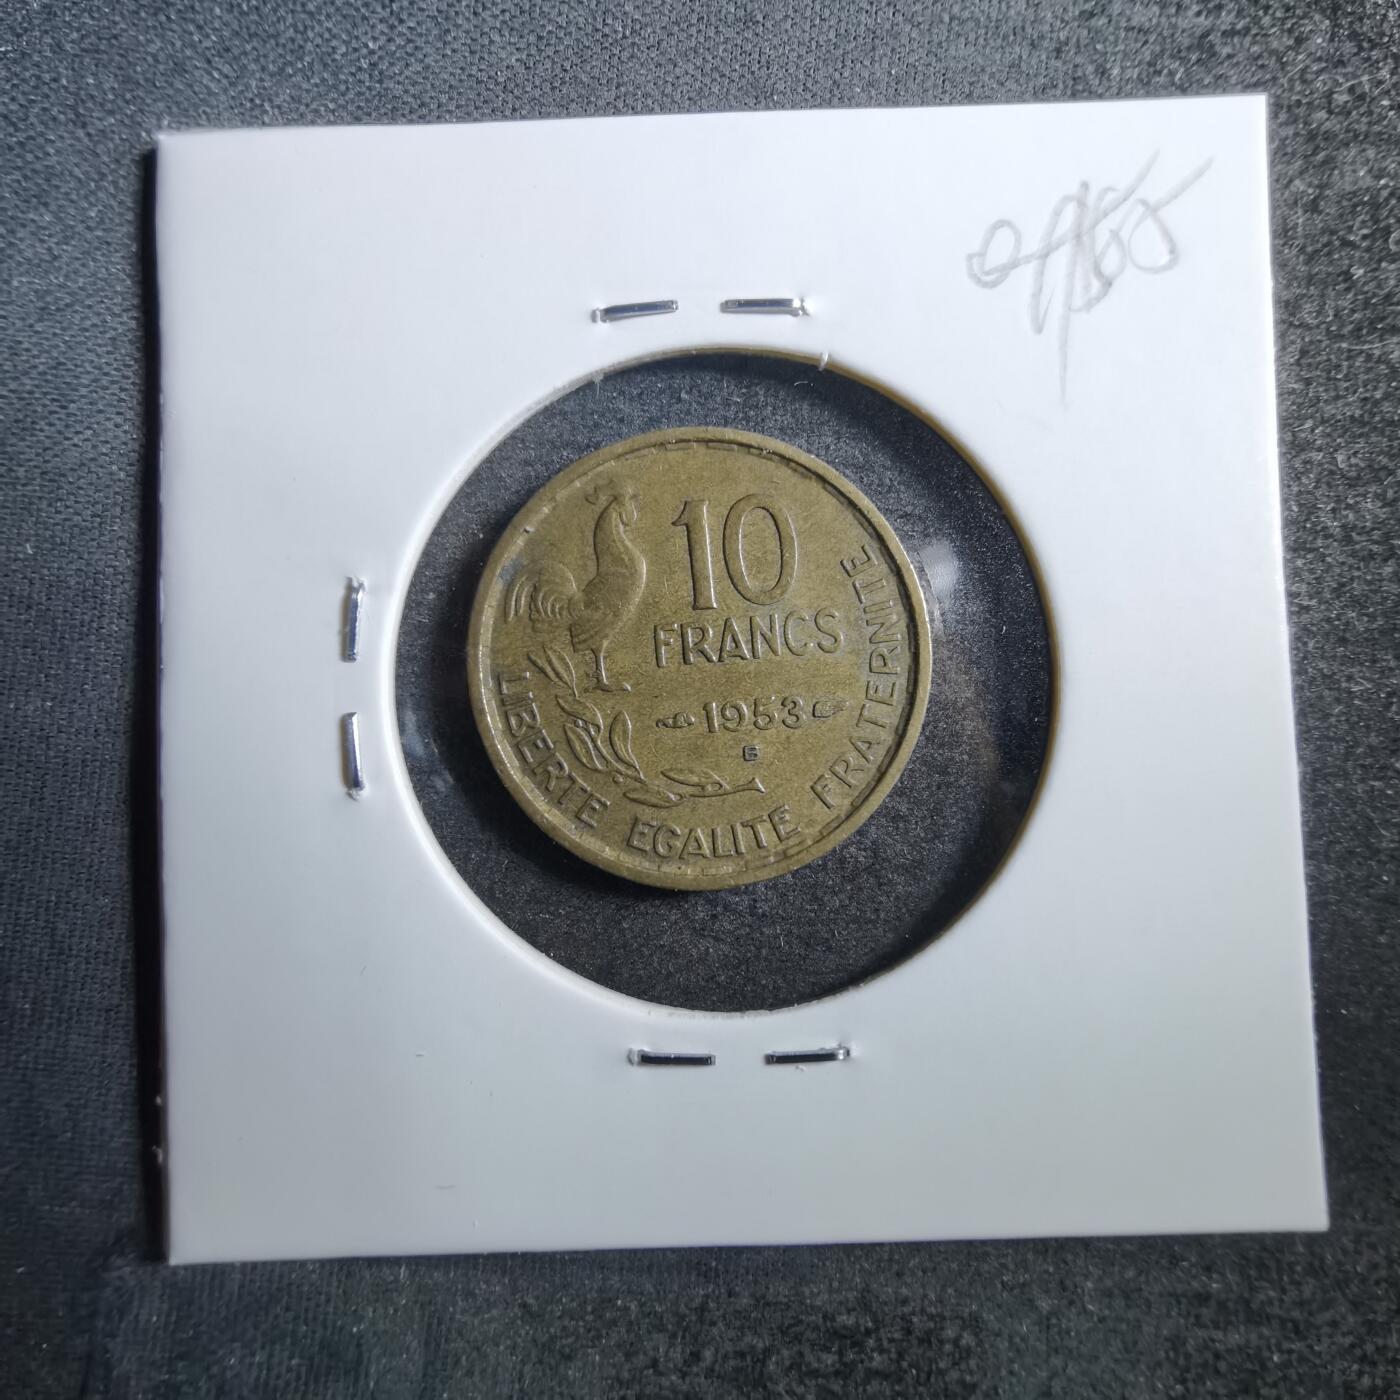 10
FRANCS
1953
B
LIBERTE EGALITE FRATERNITE